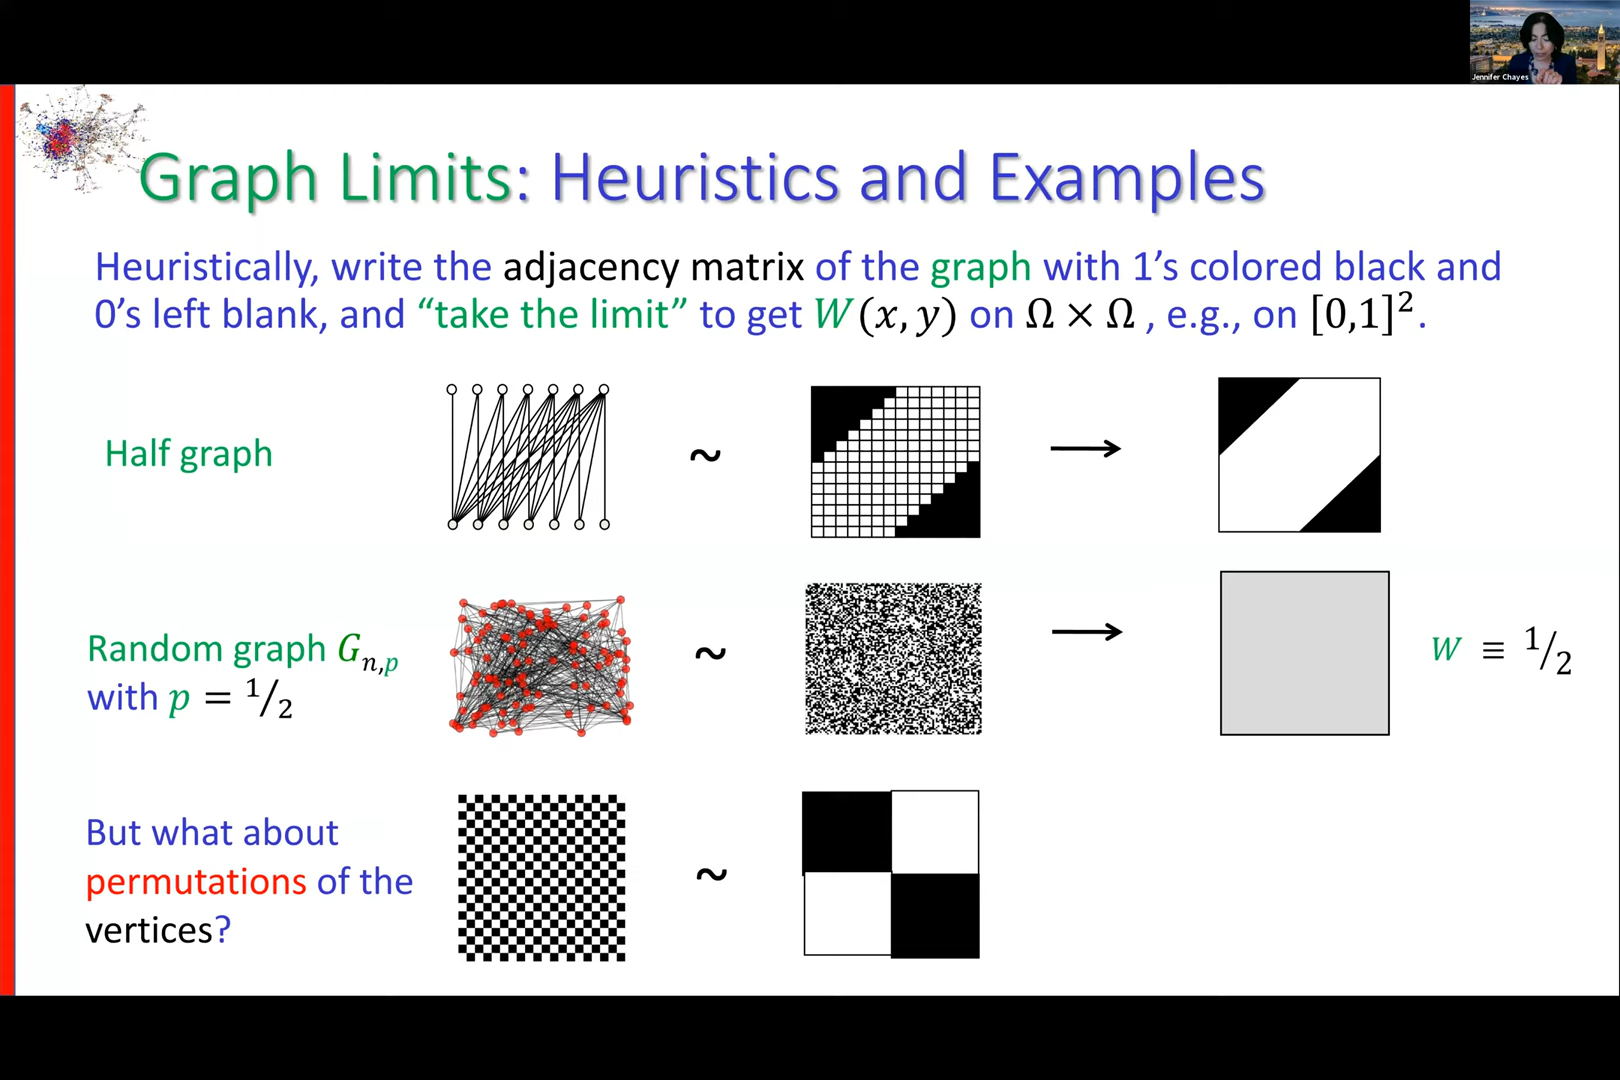 Jennifer Chayes
Graph Limits: Heuristics and Examples
Heuristically, write the adjacency matrix of the graph with 1’s colored black and
0’s left blank, and “take the limit” to get W(x, y) on Ω × Ω , e.g., on [0,1]².
Half graph
~
Random graph Gn,p
with p = 1/2
~
W ≡ 1/2
But what about
permutations of the
vertices?
~